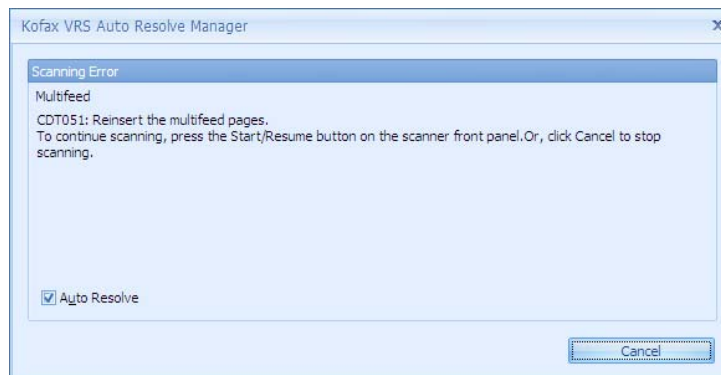 Kofax VRS Auto Resolve Manager
Scanning Error
Multifeed
CDT051: Reinsert the multifeed pages.
To continue scanning, press the Start/Resume button on the scanner front panel.Or, click Cancel to stop
scanning.
Auto Resolve
Cancel